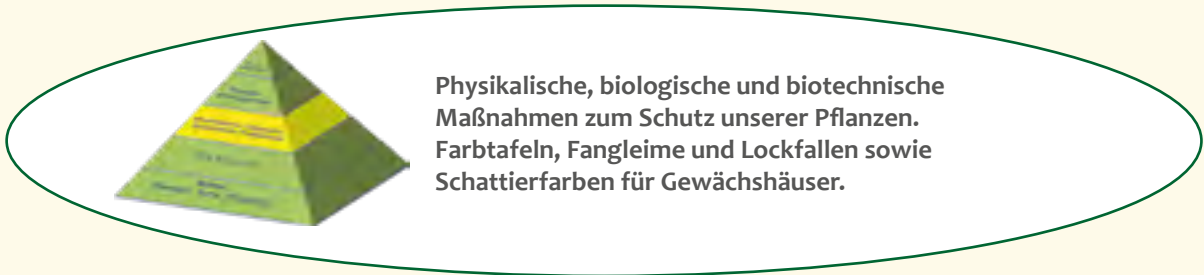 Physikalische, biologische und biotechnische
Maßnahmen zum Schutz unserer Pflanzen.
Farbtafeln, Fangleime und Lockfallen sowie
Schattierfarben für Gewächshäuser.